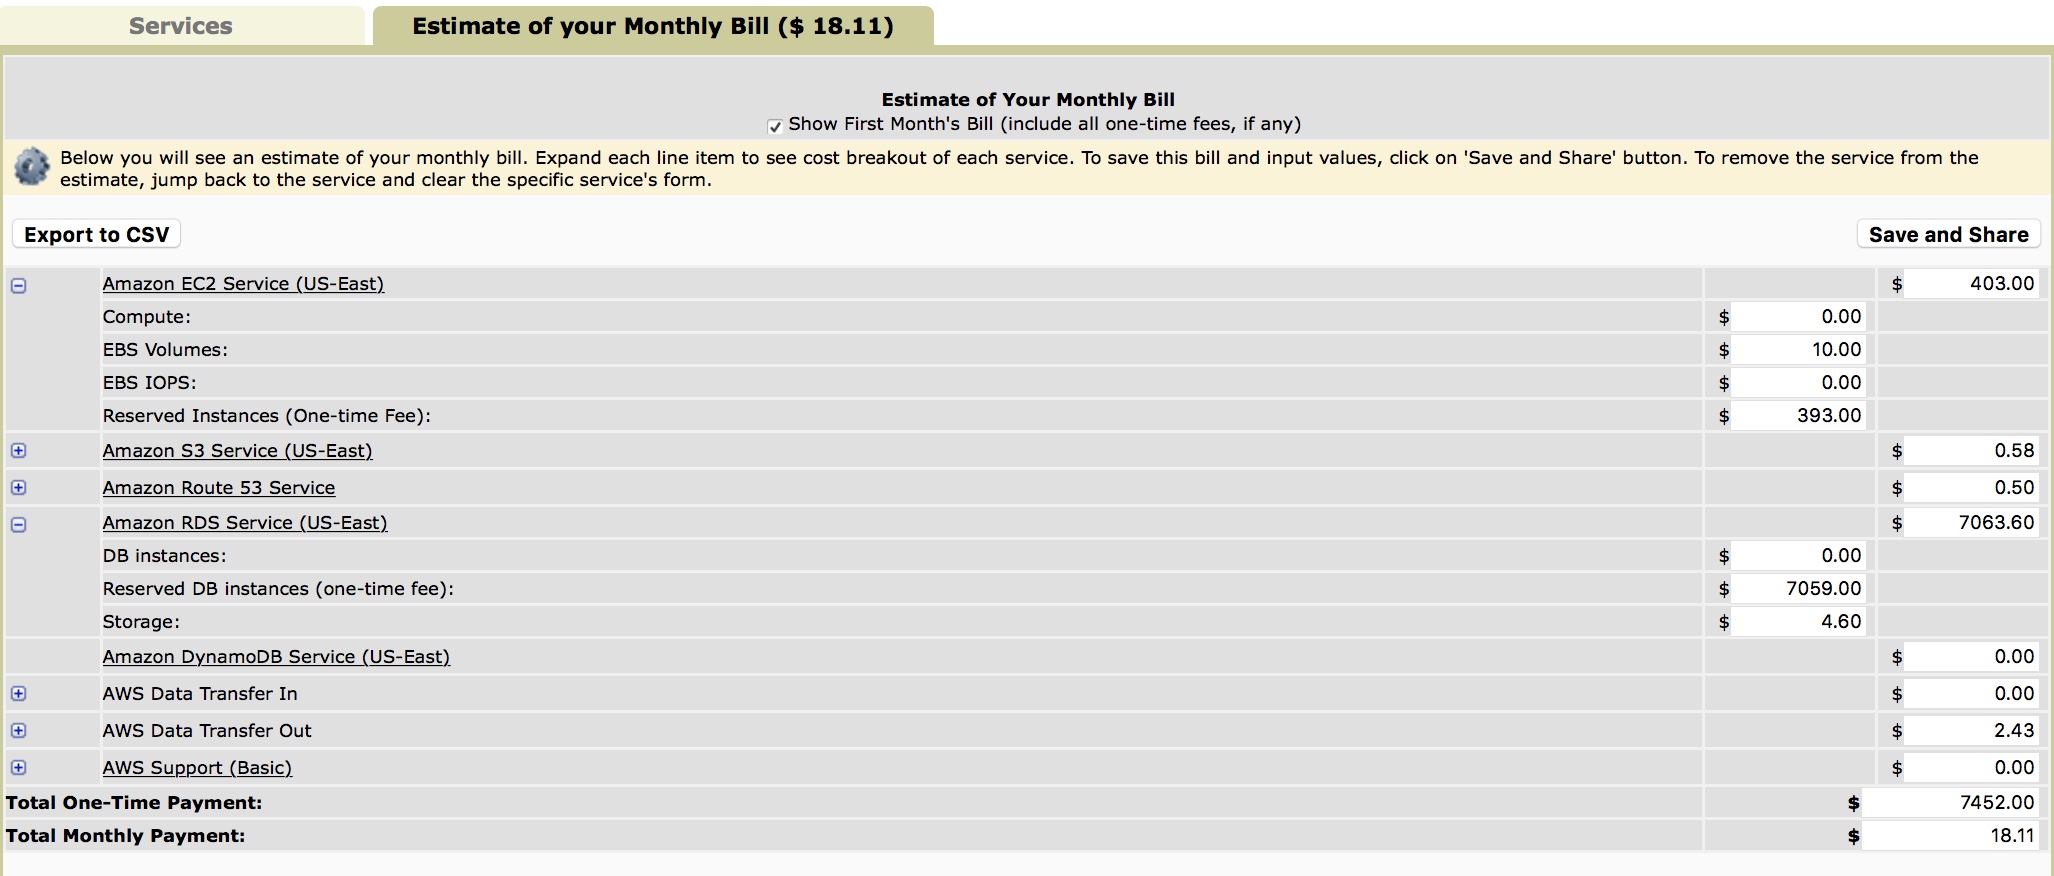 Services
Estimate of your Monthly Bill ($ 18.11)
Estimate of Your Monthly Bill
Show First Month's Bill (include all one-time fees, if any)
Below you will see an estimate of your monthly bill. Expand each line item to see cost breakout of each service. To save this bill and input values, click on 'Save and Share' button. To remove the service from the
estimate, jump back to the service and clear the specific service's form.
Export to CSV
Save and Share
Amazon EC2 Service (US-East) $ 403.00
Compute: $ 0.00
EBS Volumes: $ 10.00
EBS IOPS: $ 0.00
Reserved Instances (One-time Fee): $ 393.00
Amazon S3 Service (US-East) $ 0.58
Amazon Route 53 Service $ 0.50
Amazon RDS Service (US-East) $ 7063.60
DB instances: $ 0.00
Reserved DB instances (one-time fee): $ 7059.00
Storage: $ 4.60
Amazon DynamoDB Service (US-East) $ 0.00
AWS Data Transfer In $ 0.00
AWS Data Transfer Out $ 2.43
AWS Support (Basic) $ 0.00
Total One-Time Payment: $ 7452.00
Total Monthly Payment: $ 18.11